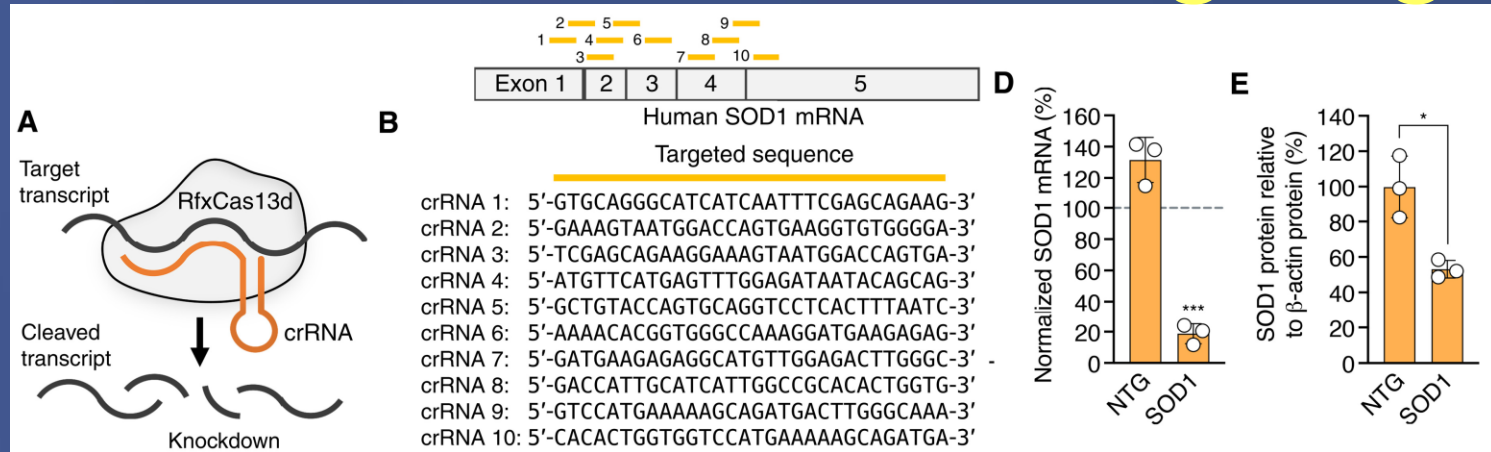 A
Target
transcript
RfxCas13d
crRNA
Cleaved
transcript
Knockdown
B
2 5 9
1 4 6 8
3 7 10
Exon 1 2 3 4 5
Human SOD1 mRNA
Targeted sequence
crRNA 1: 5′-GTGCAGGGCATCATCAATTTCGAGCAGAAG-3′
crRNA 2: 5′-GAAAGTAATGGACCAGTGAAGGTGTGGGGA-3′
crRNA 3: 5′-TCGAGCAGAAGGAAAGTAATGGACCAGTGA-3′
crRNA 4: 5′-ATGTTCATGAGTTTGGAGATAATACAGCAG-3′
crRNA 5: 5′-GCTGTACCAGTGCAGGTCCTCACTTTAATC-3′
crRNA 6: 5′-AAAACACGGTGGGCCAAAGGATGAAGAGAG-3′
crRNA 7: 5′-GATGAAGAGAGGCATGTTGGAGACTTGGGC-3′ -
crRNA 8: 5′-GACCATTGCATCATTGGCCGCACACTGGTG-3′
crRNA 9: 5′-GTCCATGAAAAAGCAGATGACTTGGGCAAA-3′
crRNA 10: 5′-CACACTGGTGGTCCATGAAAAAGCAGATGA-3′
D
Normalized SOD1 mRNA (%)
160
140
120
100
80
60
40
20
0
***
NTG
SOD1
E
SOD1 protein relative
to β-actin protein (%)
140
120
100
80
60
40
20
0
*
NTG
SOD1